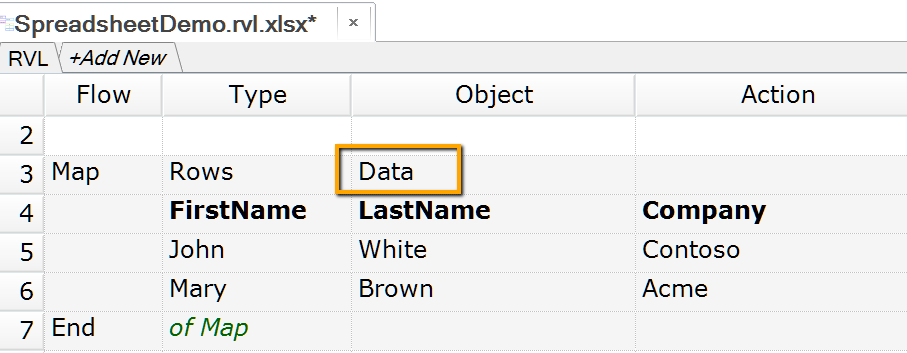 SpreadsheetDemo.rvl.xlsx* ×
RVL +Add New
Flow Type Object Action
2
3 Map Rows Data
4 FirstName LastName Company
5 John White Contoso
6 Mary Brown Acme
7 End of Map